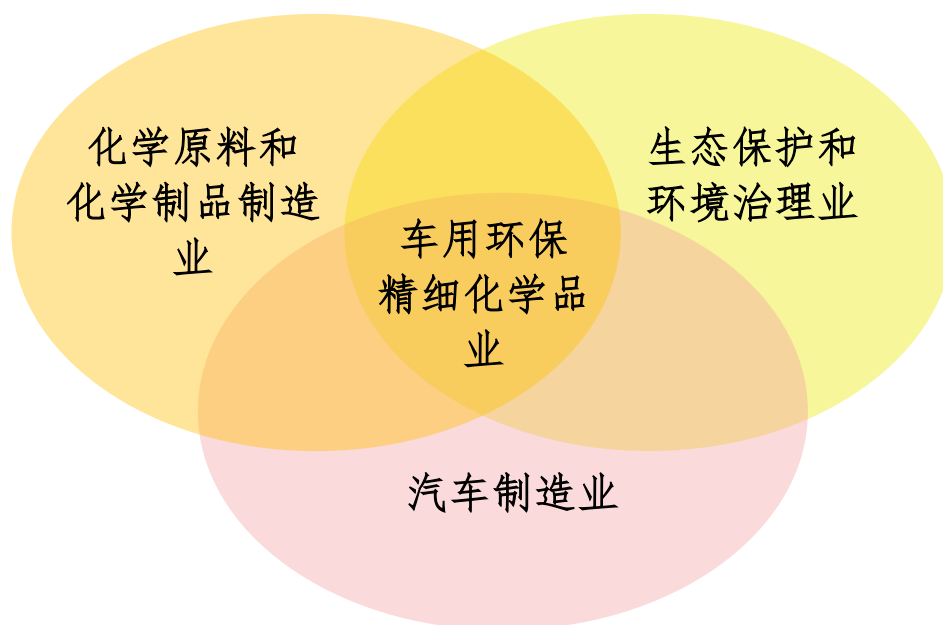 化学原料和
化学制品制造
业
生态保护和
环境治理业
车用环保
精细化学品
业
汽车制造业